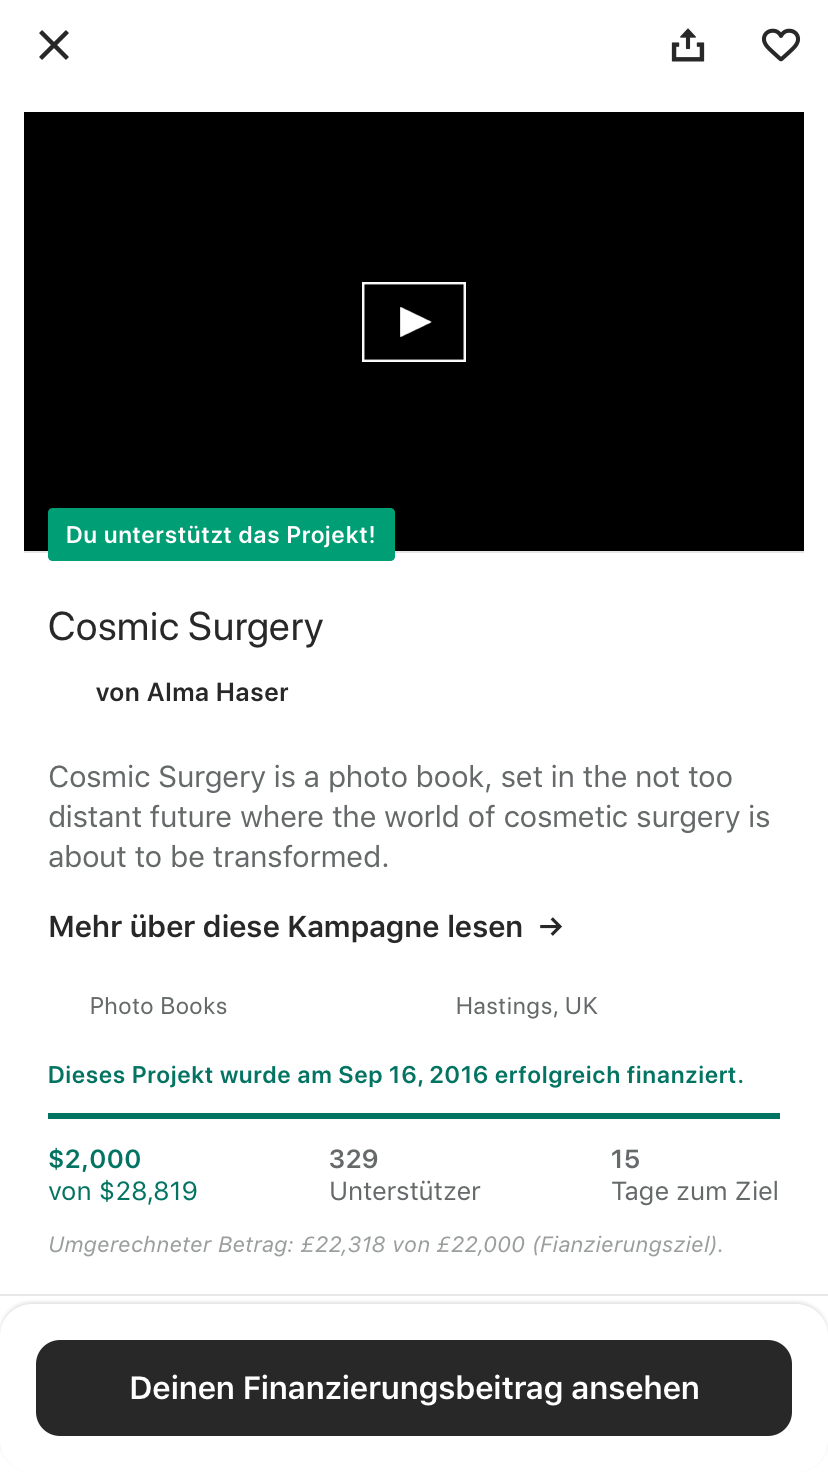 Du unterstützt das Projekt!
Cosmic Surgery
von Alma Haser
Cosmic Surgery is a photo book, set in the not too
distant future where the world of cosmetic surgery is
about to be transformed.
Mehr über diese Kampagne lesen →
Photo Books
Hastings, UK
Dieses Projekt wurde am Sep 16, 2016 erfolgreich finanziert.
$2,000
von $28,819
329
Unterstützer
15
Tage zum Ziel
Umgerechneter Betrag: £22,318 von £22,000 (Fianzierungsziel).
Deinen Finanzierungsbeitrag ansehen